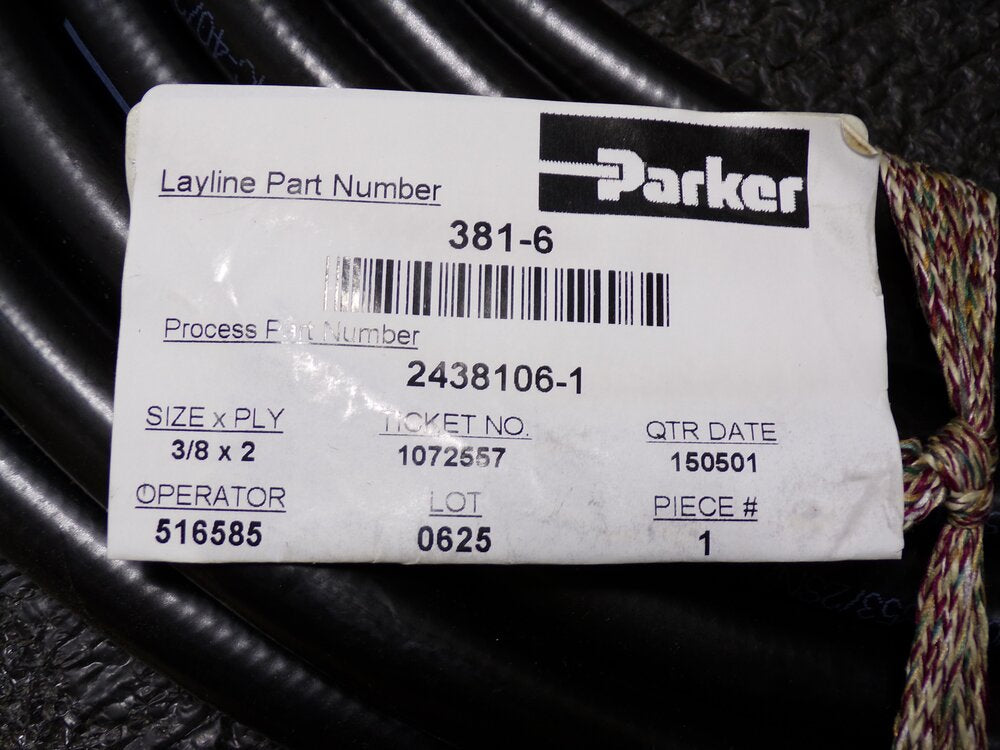 Parker
Layline Part Number
381-6
Process Part Number
2438106-1
SIZE x PLY TICKET NO. QTR DATE
3/8 x 2 1072557 150501
OPERATOR LOT PIECE #
516585 0625 1